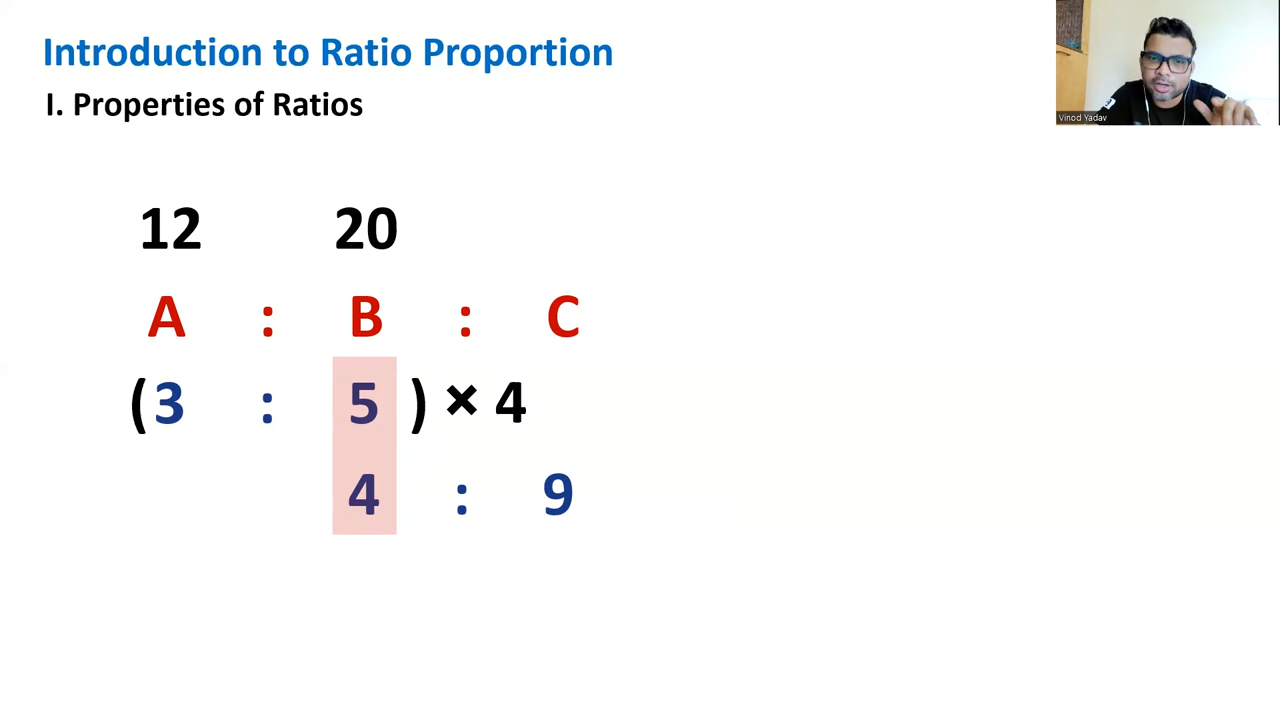 Introduction to Ratio Proportion
I. Properties of Ratios
Vinod Yadav
12 20
A : B : C
(3 : 5 ) × 4
4 : 9